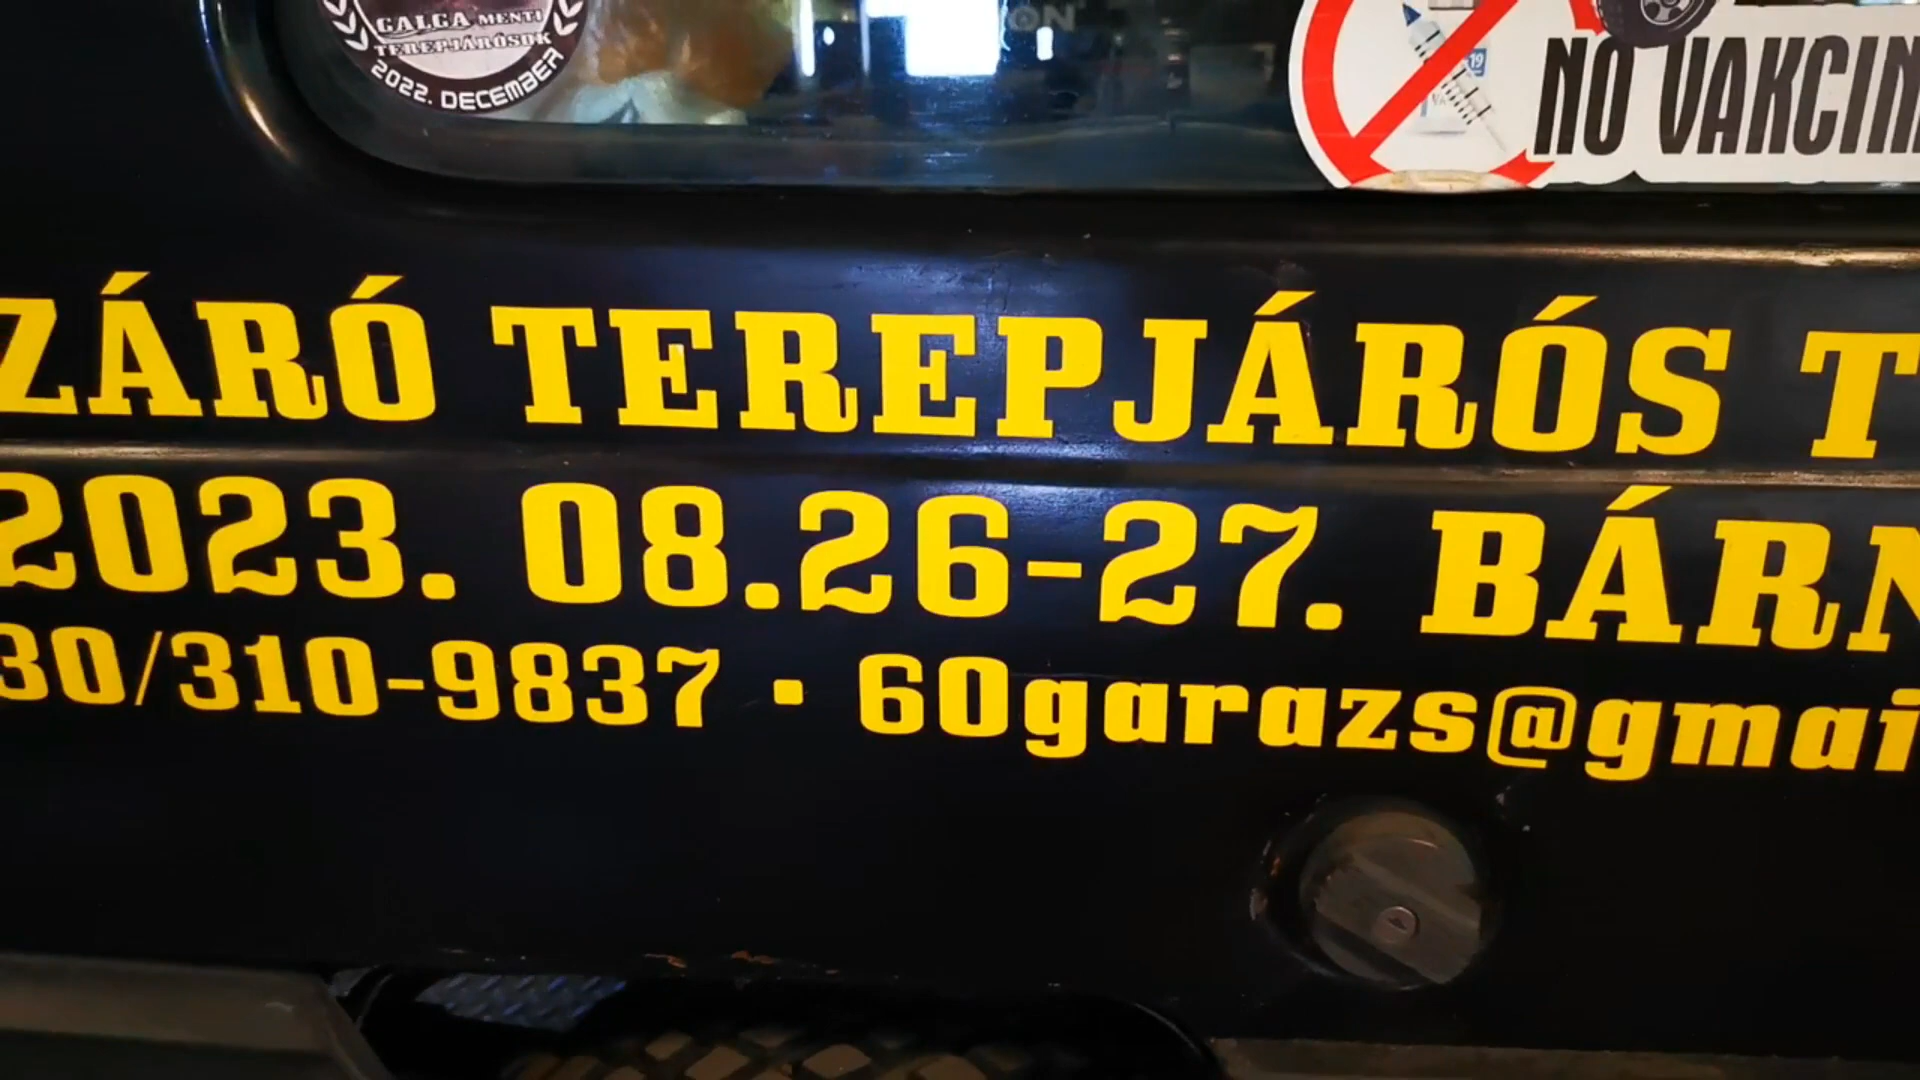 GALGA MENTI
TEREPJÁRÓSOK
2022. DECEMBER
19
NO VAKCIN
ZÁRÓ TEREPJÁRÓS T
2023. 08.26-27. BÁRN
30/310-9837 • 60garazs@gmai